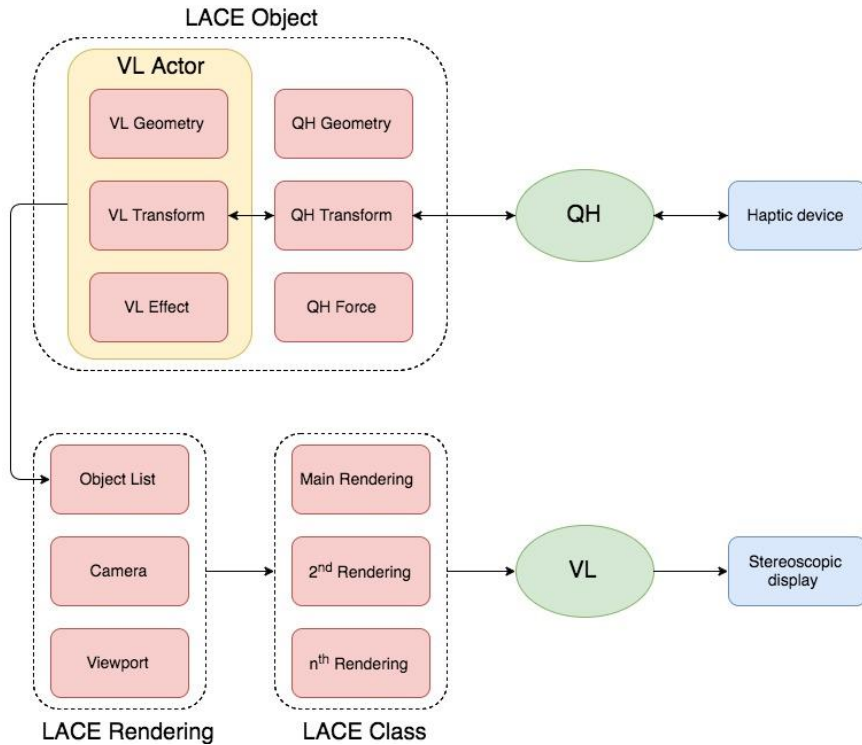 LACE Object
VL Actor
VL Geometry
QH Geometry
VL Transform
QH Transform
QH
Haptic device
VL Effect
QH Force
Object List
Main Rendering
Camera
2nd Rendering
VL
Stereoscopic
display
Viewport
nth Rendering
LACE Rendering
LACE Class